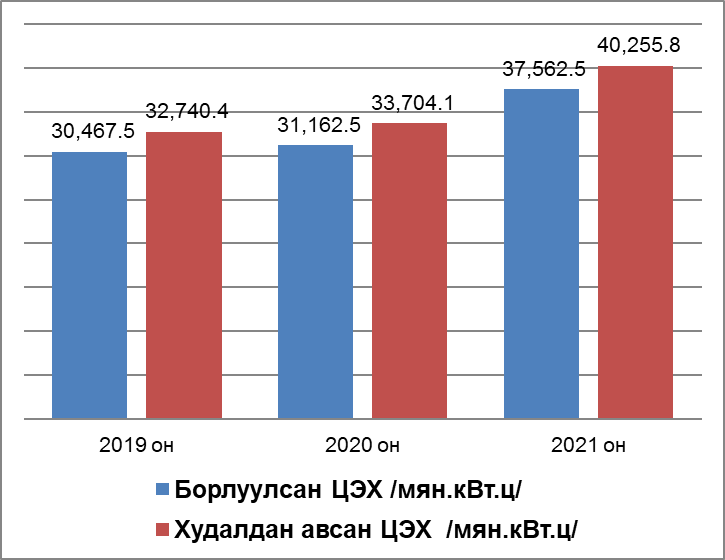 40,255.8
37,562.5
33,704.1
32,740.4
31,162.5
30,467.5
2019 он
2020 он
2021 он
Борлуулсан ЦЭХ /мян.кВт.ц/
Худалдан авсан ЦЭХ /мян.кВт.ц/